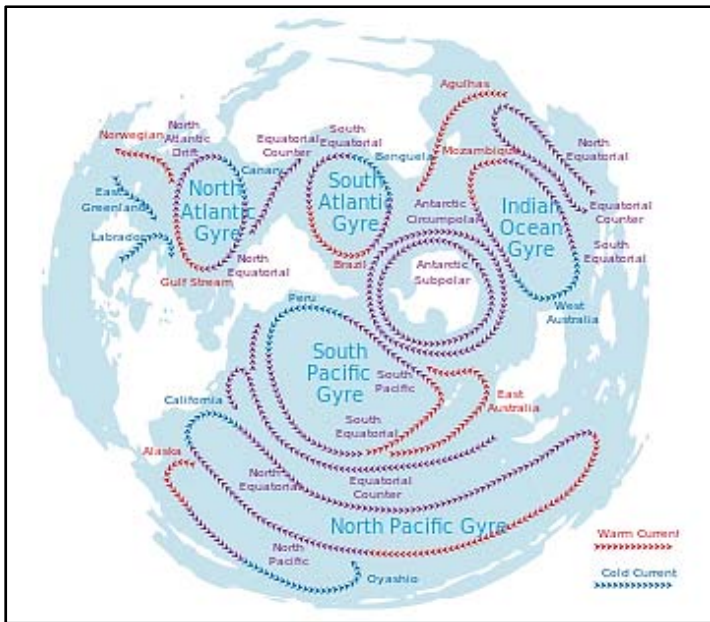 Agulhas
Norwegian
North
Atlantic
Drift
Equatorial
Counter
South
Equatorial
Benguela
Mozambique
North
Equatorial
Canary
East
Greenland
North
Atlantic
Gyre
South
Atlantic
Gyre
Antarctic
Circumpolar
Indian
Ocean
Gyre
Equatorial
Counter
Labrador
North
Equatorial
Gulf Stream
Brazil
Antarctic
Subpolar
South
Equatorial
West
Australia
Peru
South
Pacific
Gyre
South
Pacific
California
East
Australia
South
Equatorial
Alaska
North
Equatorial
Equatorial
Counter
North Pacific Gyre
North
Pacific
Oyashio
Warm Current
Cold Current